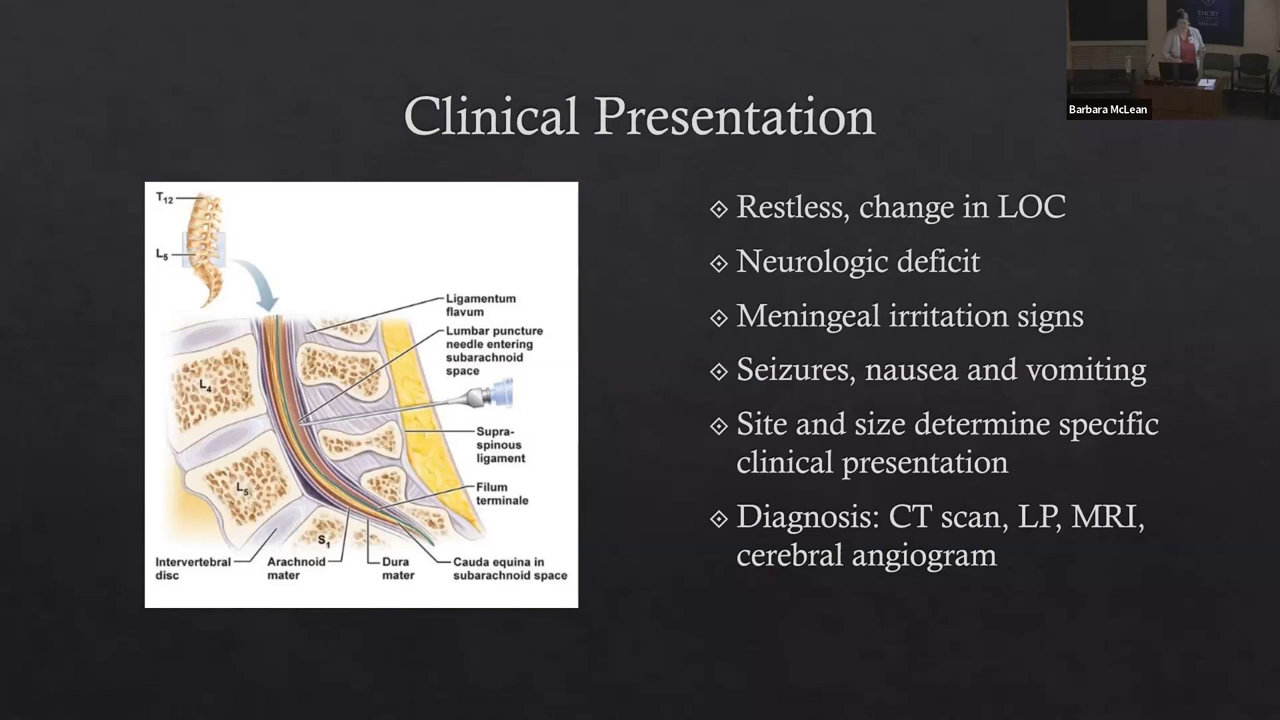 Clinical Presentation
Barbara McLean
T12
L5
Ligamentum
flavum
Lumbar puncture
needle entering
subarachnoid
space
L4
Supra-
spinous
ligament
L5
Filum
terminale
S1
Intervertebral
disc
Arachnoid
mater
Dura
mater
Cauda equina in
subarachnoid space
Restless, change in LOC
Neurologic deficit
Meningeal irritation signs
Seizures, nausea and vomiting
Site and size determine specific
clinical presentation
Diagnosis: CT scan, LP, MRI,
cerebral angiogram